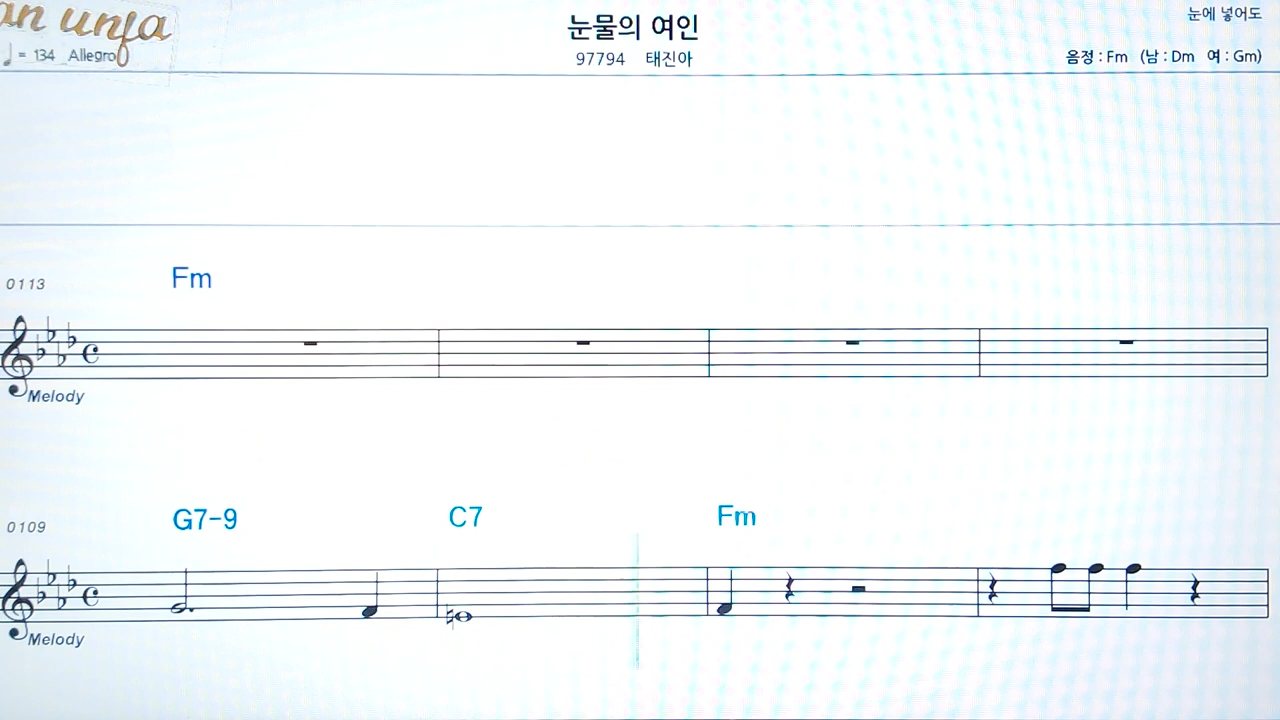 an unfa
♩ = 134 Allegro
눈물의 여인
97794 태진아
눈에 넣어도
음정 : Fm (남 : Dm 여 : Gm)
0113
Fm
Melody
0109
G7-9 C7 Fm
Melody